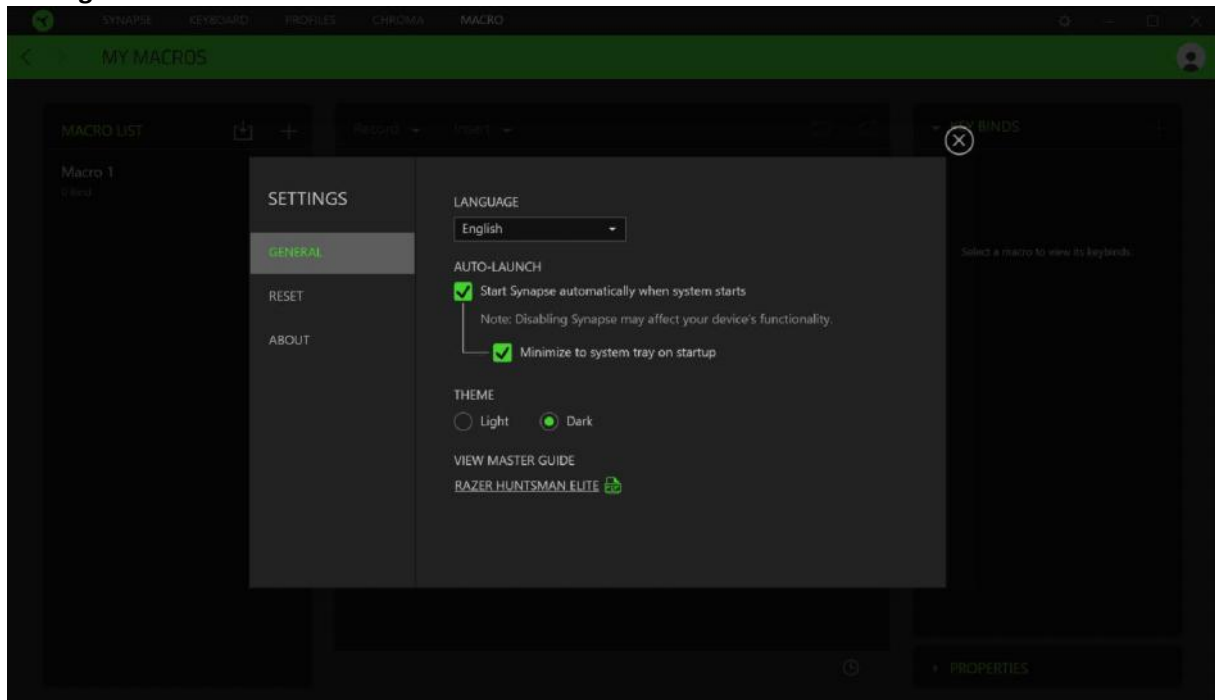 SYNAPSE KEYBOARD PROFILES CHROMA MACRO
MY MACROS
MACRO LIST
Record
Insert
KEY BINDS
Macro 1
Select a macro to view its keybinds
SETTINGS
GENERAL
RESET
ABOUT
LANGUAGE
English
AUTO-LAUNCH
Start Synapse automatically when system starts
Note: Disabling Synapse may affect your device's functionality.
Minimize to system tray on startup
THEME
Light Dark
VIEW MASTER GUIDE
RAZER HUNTSMAN ELITE
PROPERTIES